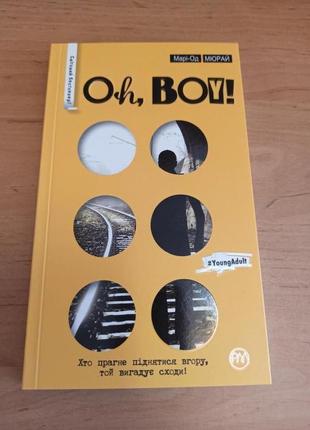 Світовий бестселер!
Марі-Од МЮРАЙ
Oh, BOY!
#YoungAdult
Хто прагне піднятися вгору,
той вигадує сходи!